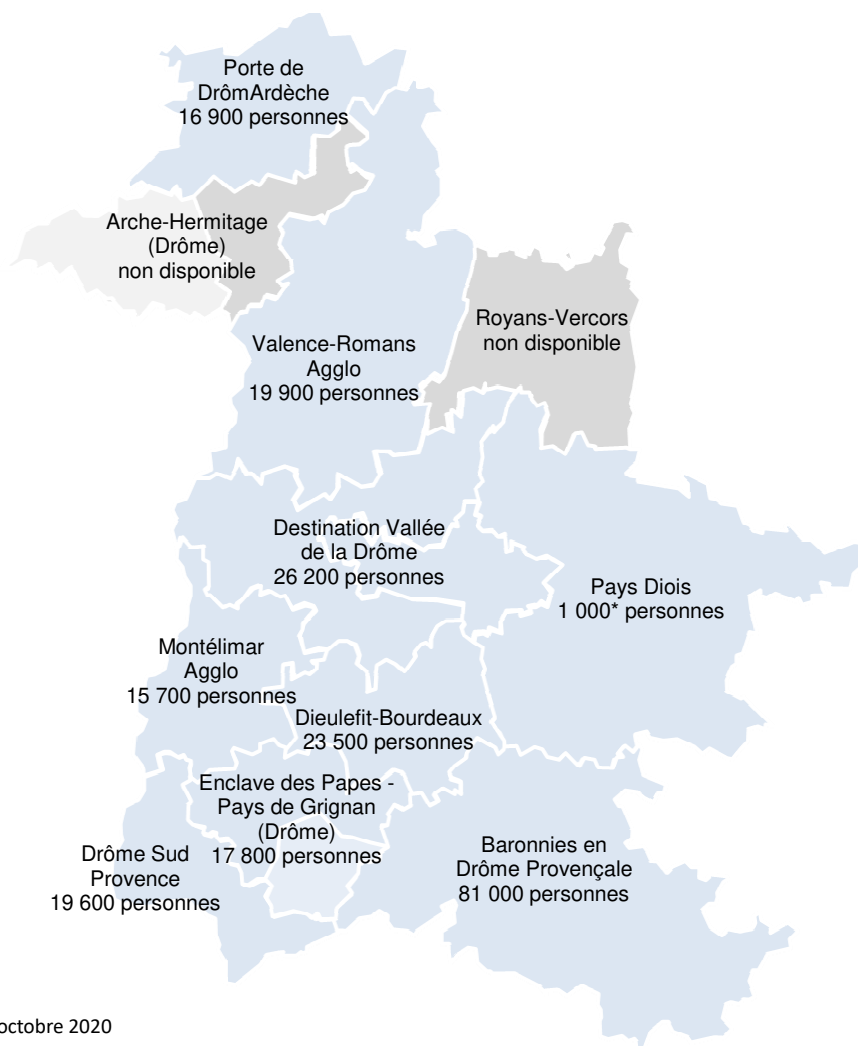 Porte de
DrômArdèche
16 900 personnes
Arche-Hermitage
(Drôme)
non disponible
Royans-Vercors
non disponible
Valence-Romans
Agglo
19 900 personnes
Destination Vallée
de la Drôme
26 200 personnes
Pays Diois
1 000* personnes
Montélimar
Agglo
15 700 personnes
Dieulefit-Bourdeaux
23 500 personnes
Enclave des Papes -
Pays de Grignan
(Drôme)
17 800 personnes
Drôme Sud
Provence
19 600 personnes
Baronnies en
Drôme Provençale
81 000 personnes
octobre 2020